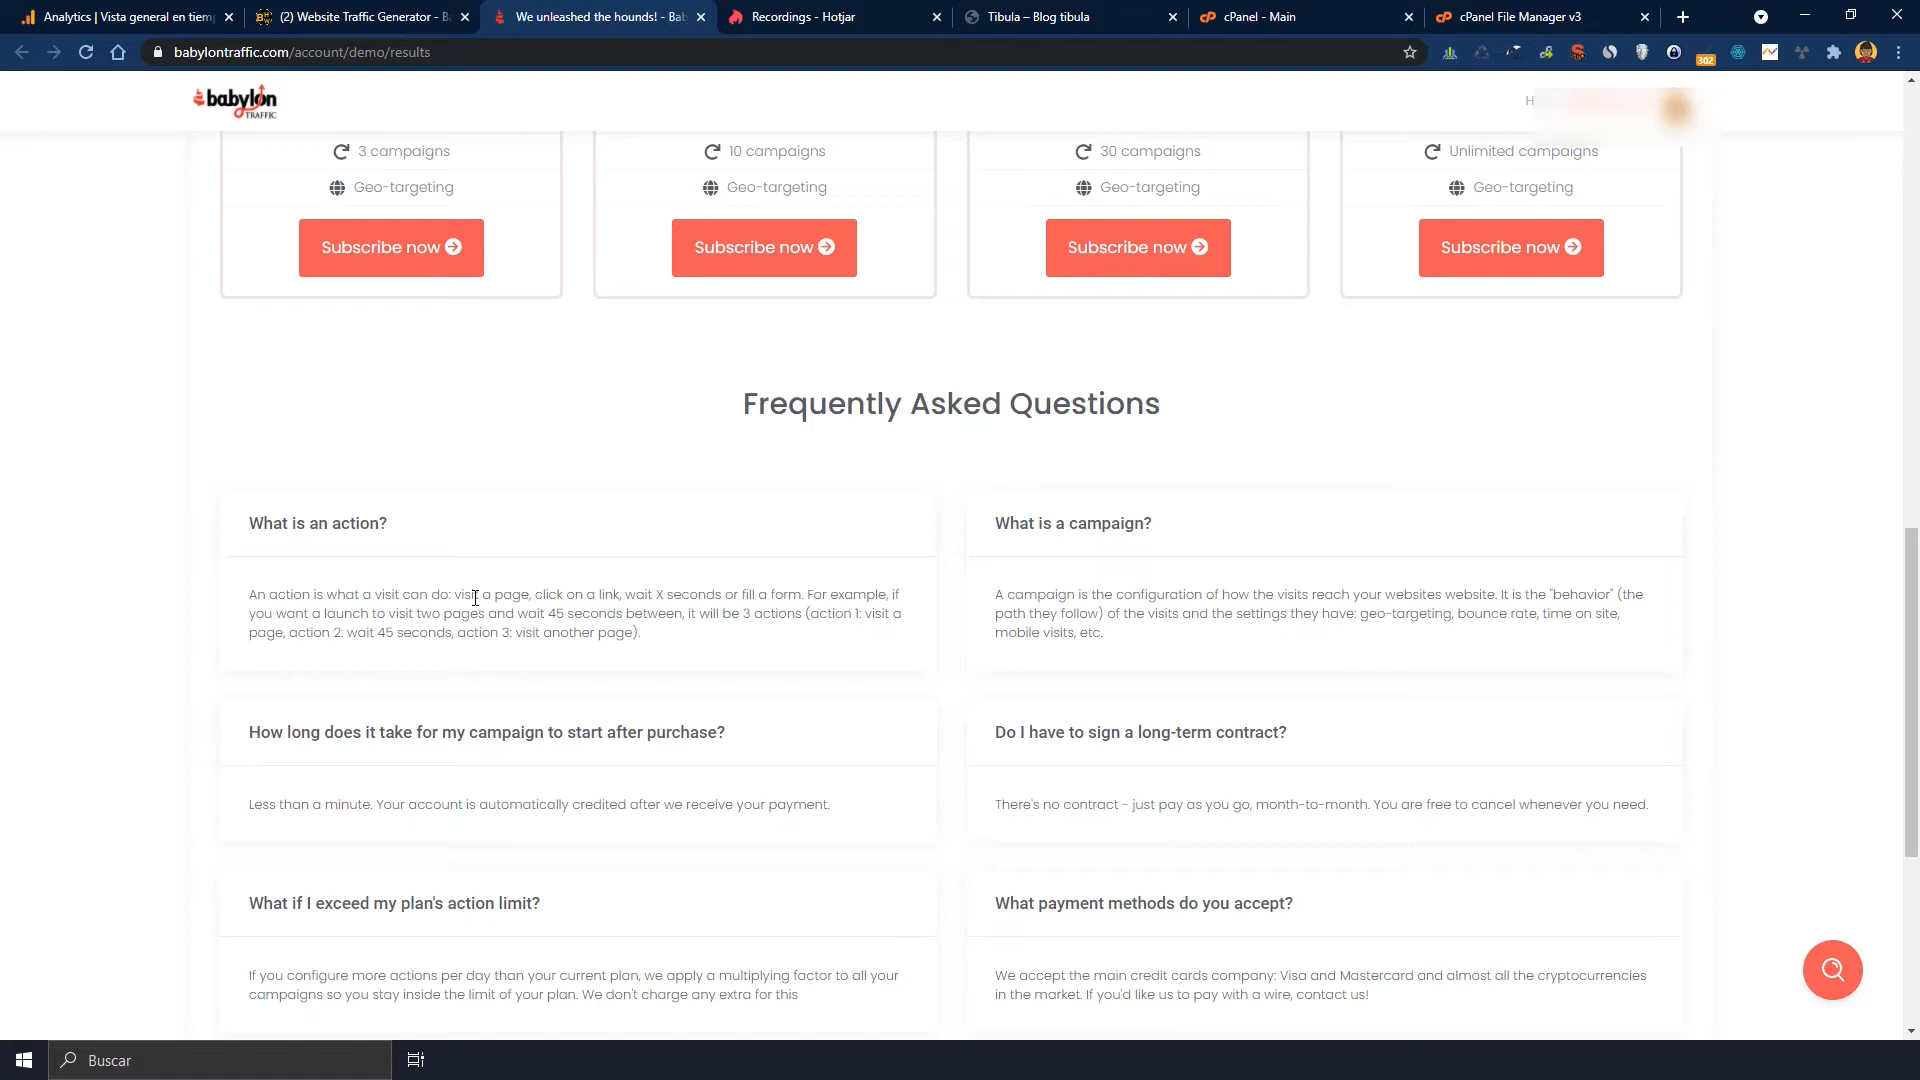 Analytics | Vista general en tiem
(2) Website Traffic Generator - B
We unleashed the hounds! - Bab
Recordings - Hotjar
Tibula – Blog tibula
cPanel - Main
cPanel File Manager v3
babylontraffic.com/account/demo/results
302
babylon
TRAFFIC
H
3 campaigns
10 campaigns
30 campaigns
Unlimited campaigns
Geo-targeting
Geo-targeting
Geo-targeting
Geo-targeting
Subscribe now
Subscribe now
Subscribe now
Subscribe now
Frequently Asked Questions
What is an action?
An action is what a visit can do: visit a page, click on a link, wait X seconds or fill a form. For example, if
you want a launch to visit two pages and wait 45 seconds between, it will be 3 actions (action 1: visit a
page, action 2: wait 45 seconds, action 3: visit another page).
What is a campaign?
A campaign is the configuration of how the visits reach your websites website. It is the "behavior" (the
path they follow) of the visits and the settings they have: geo-targeting, bounce rate, time on site,
mobile visits, etc.
How long does it take for my campaign to start after purchase?
Less than a minute. Your account is automatically credited after we receive your payment.
Do I have to sign a long-term contract?
There's no contract - just pay as you go, month-to-month. You are free to cancel whenever you need.
What if I exceed my plan's action limit?
If you configure more actions per day than your current plan, we apply a multiplying factor to all your
campaigns so you stay inside the limit of your plan. We don't charge any extra for this
What payment methods do you accept?
We accept the main credit cards company: Visa and Mastercard and almost all the cryptocurrencies
in the market. If you'd like us to pay with a wire, contact us!
Buscar